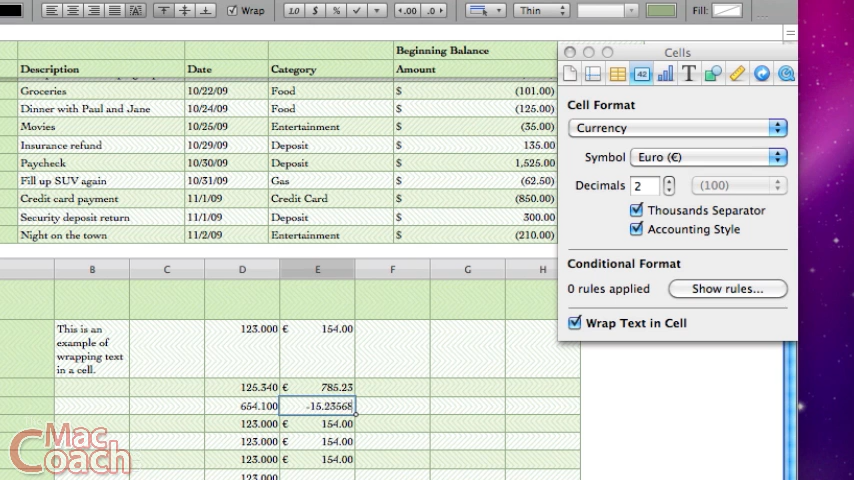 Wrap 1.0 $ % .00 .0 Thin Fill:
Beginning Balance
Description Date Category Amount
Groceries 10/22/09 Food $ (101.00)
Dinner with Paul and Jane 10/24/09 Food $ (125.00)
Movies 10/25/09 Entertainment $ (35.00)
Insurance refund 10/29/09 Deposit $ 135.00
Paycheck 10/30/09 Deposit $ 1,525.00
Fill up SUV again 10/31/09 Gas $ (62.50)
Credit card payment 11/1/09 Credit Card $ (850.00)
Security deposit return 11/1/09 Deposit $ 300.00
Night on the town 11/2/09 Entertainment $ (210.00)
Cells
42 T
Cell Format
Currency
Symbol Euro (€)
Decimals 2 (100)
Thousands Separator
Accounting Style
Conditional Format
0 rules applied Show rules...
Wrap Text in Cell
B C D E F G H
This is an
example of
wrapping text
in a cell.
123.000 € 154.00
125.340 € 785.23
654.100 -15.23568
123.000 € 154.00
123.000 € 154.00
123.000 € 154.00
123.000
Mac
Coach